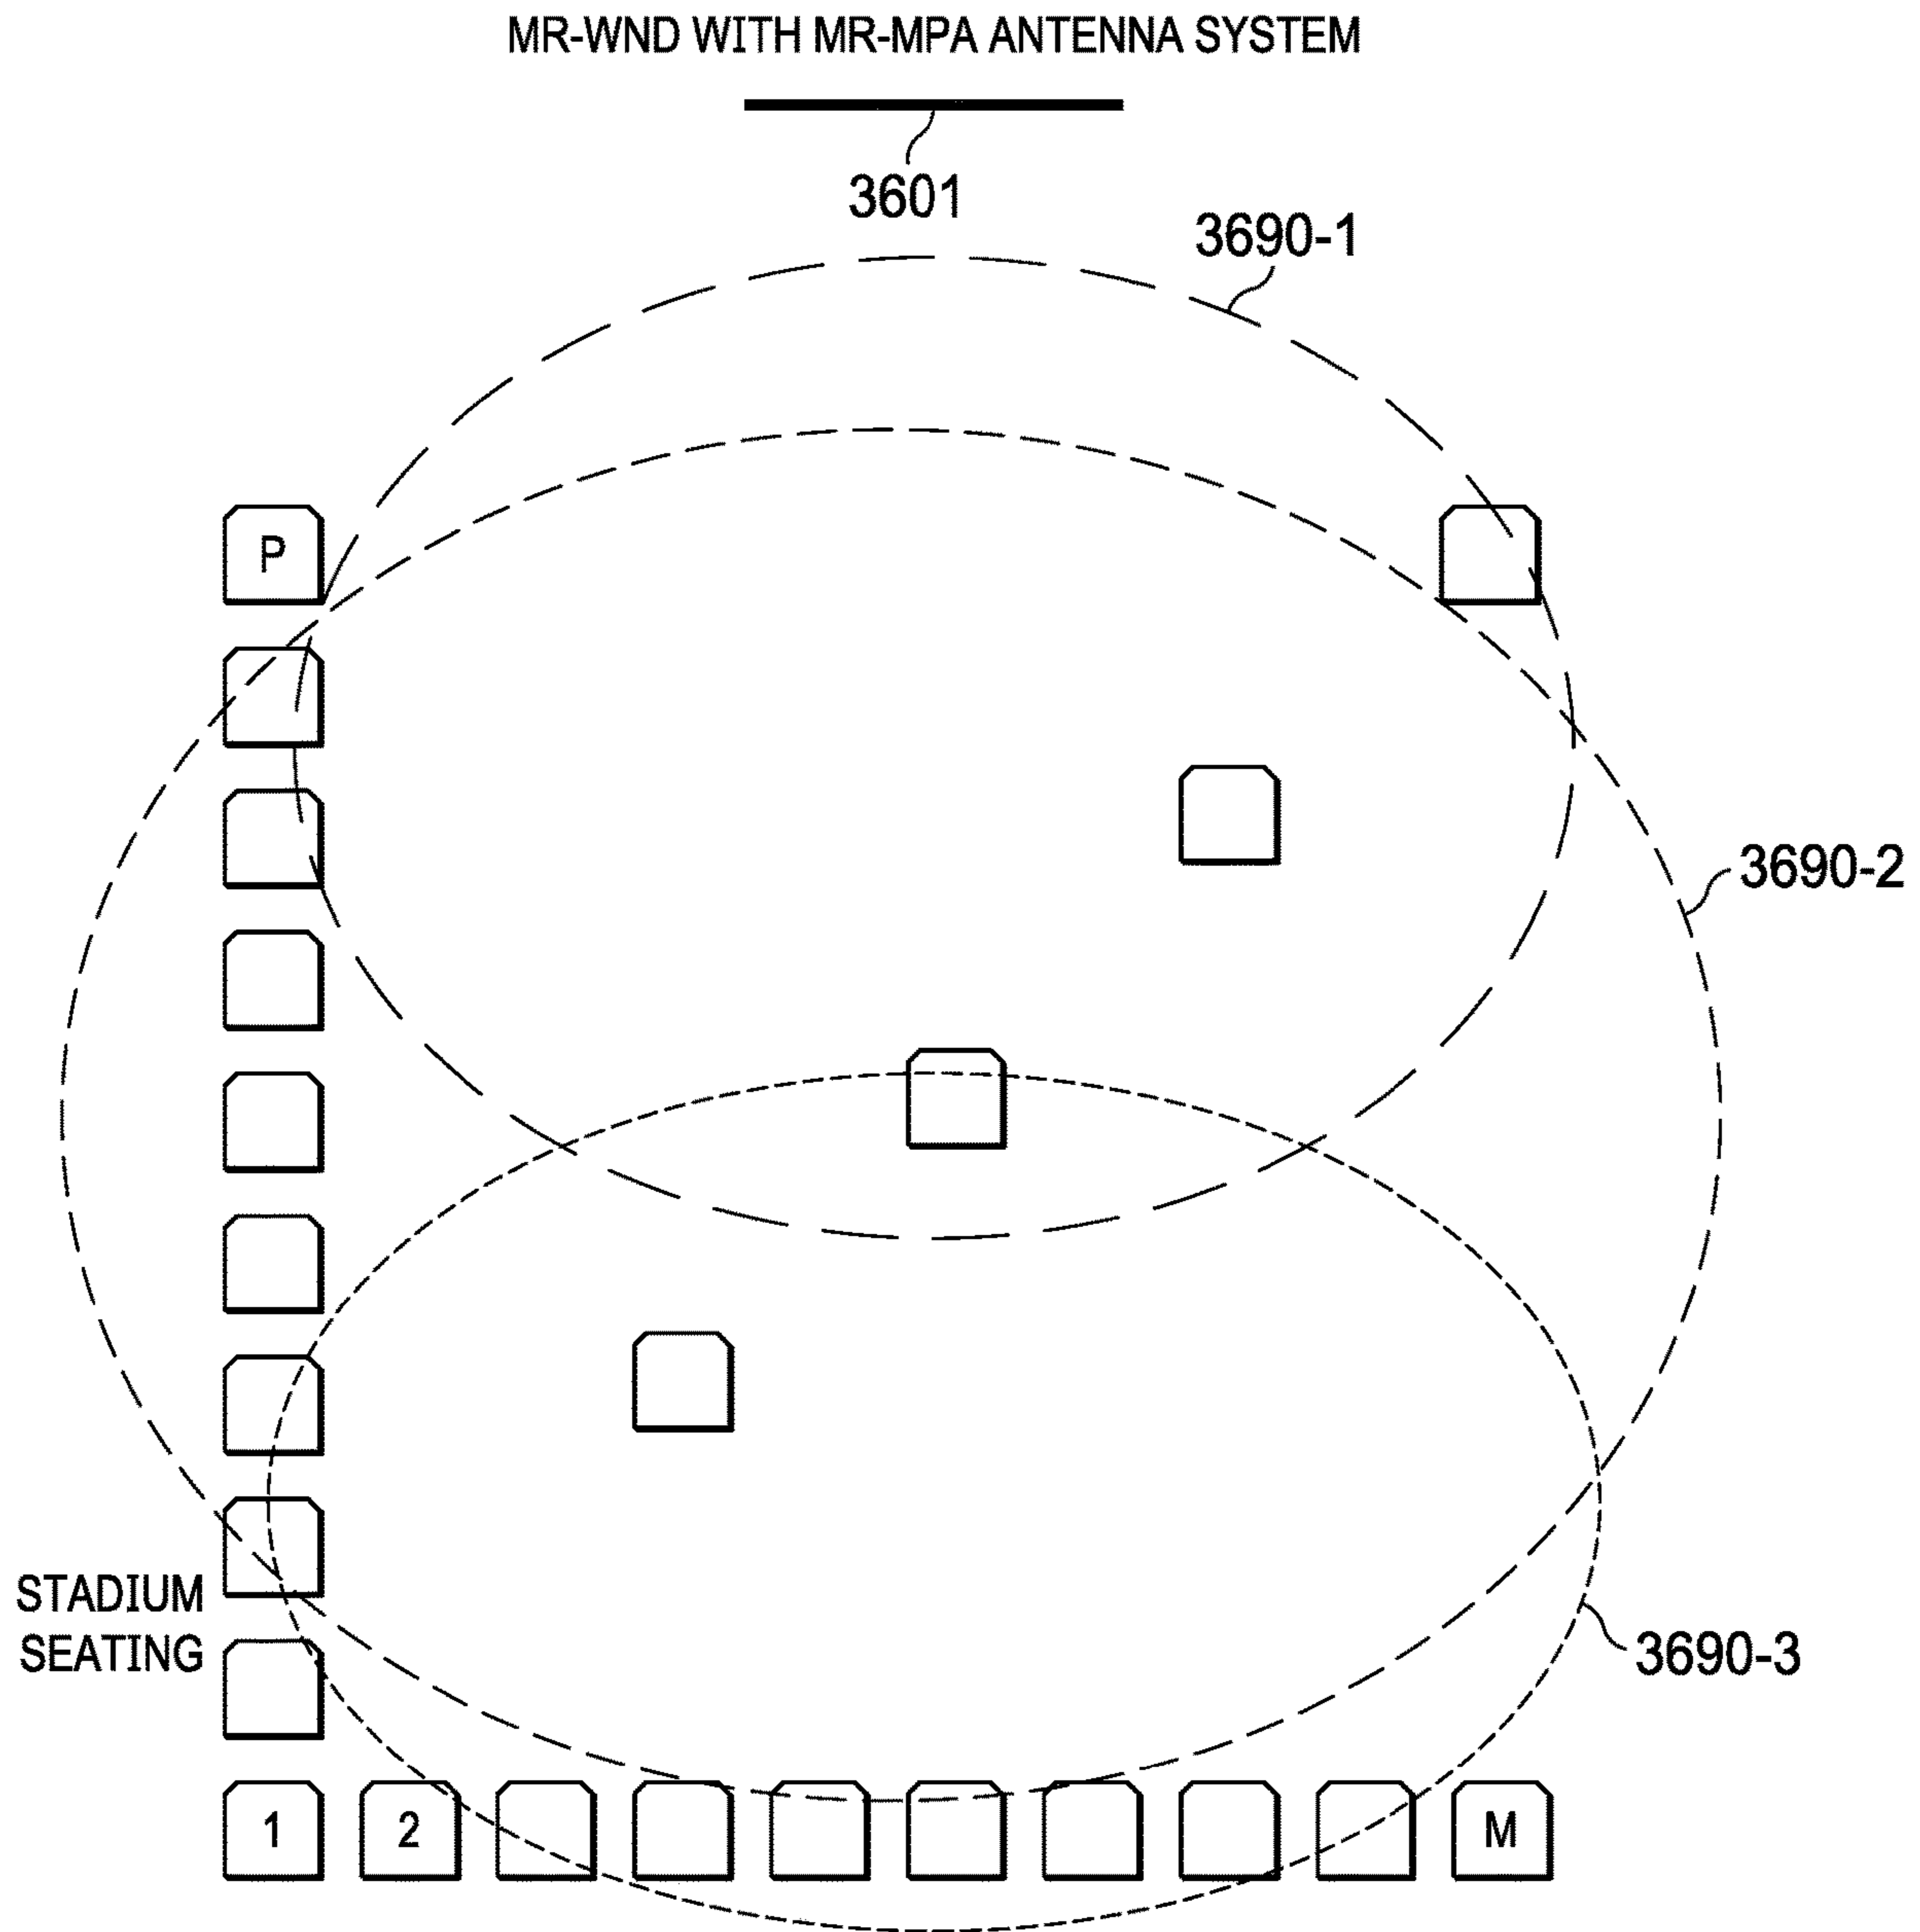 MR-WND WITH MR-MPA ANTENNA SYSTEM
3601
3690-1
P
3690-2
STADIUM
SEATING
3690-3
1 2 M